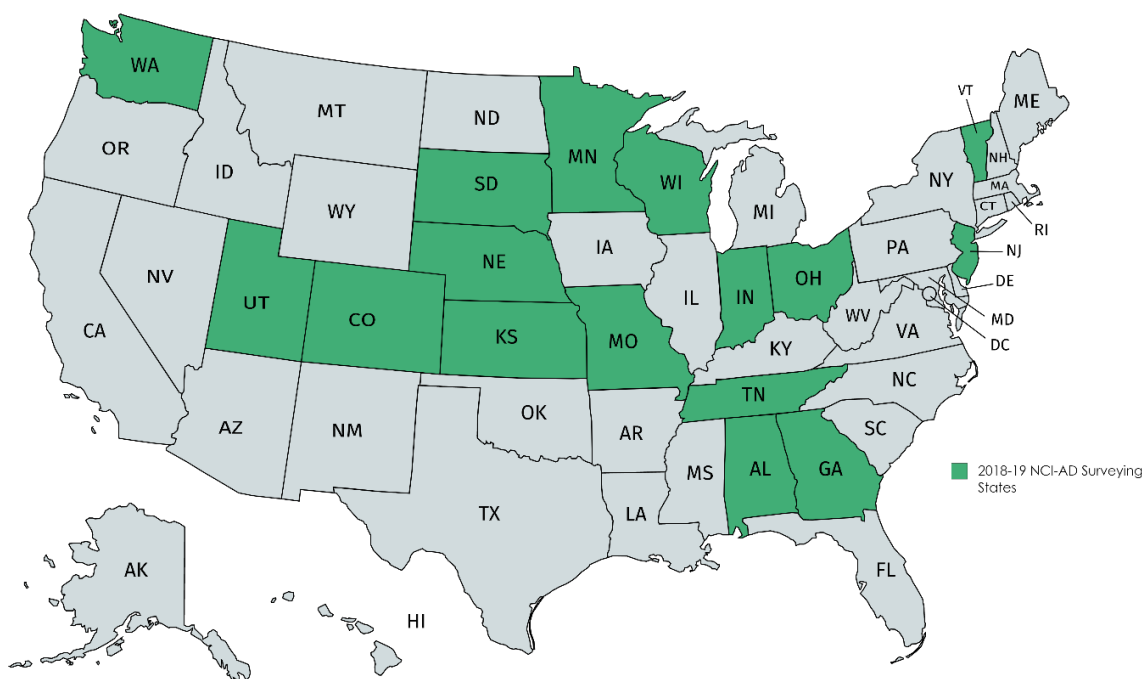 WA
MT
ND
MN
VT
ME
OR
ID
SD
WI
NH
NY
MA
WY
MI
CT
RI
IA
PA
NJ
NE
NV
OH
DE
UT
IL
IN
CO
WV
MD
CA
KS
MO
VA
DC
KY
NC
TN
OK
AZ
NM
AR
SC
MS
AL
GA
2018-19 NCI-AD Surveying
States
TX
LA
AK
FL
HI